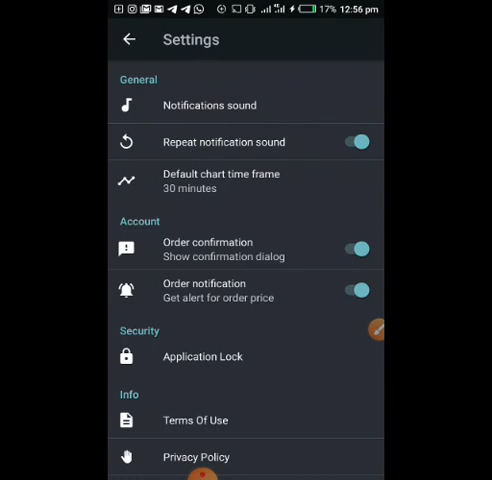 17% 12:56 pm
Settings
General
Notifications sound
Repeat notification sound
Default chart time frame
30 minutes
Account
Order confirmation
Show confirmation dialog
Order notification
Get alert for order price
Security
Application Lock
Info
Terms Of Use
Privacy Policy